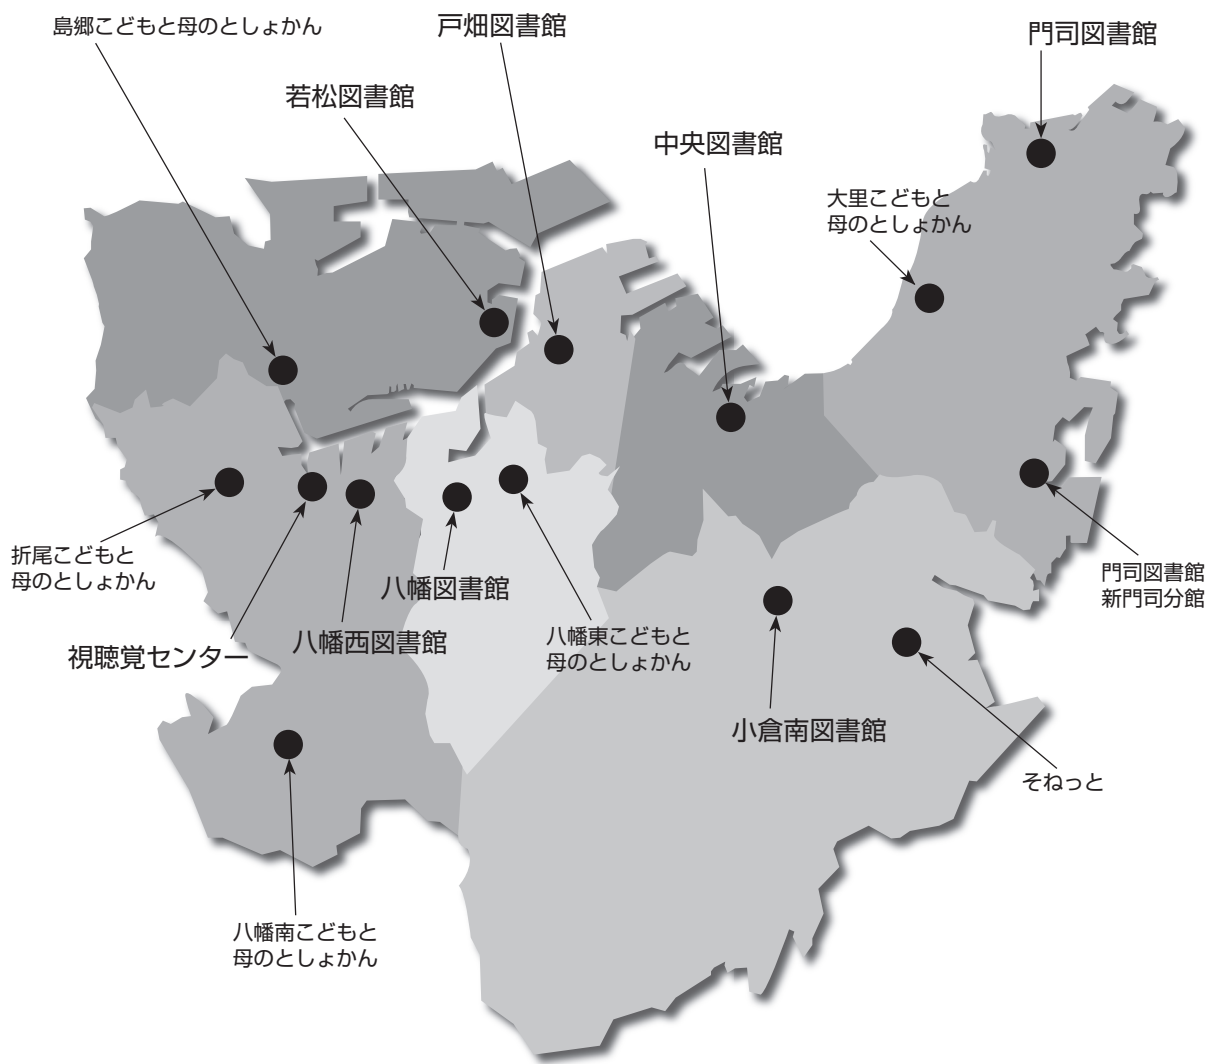 島郷こどもと母のとしょかん
戸畑図書館
門司図書館
若松図書館
中央図書館
大里こどもと
母のとしょかん
折尾こどもと
母のとしょかん
視聴覚センター
八幡西図書館
八幡図書館
八幡東こどもと
母のとしょかん
門司図書館
新門司分館
小倉南図書館
そねっと
八幡南こどもと
母のとしょかん